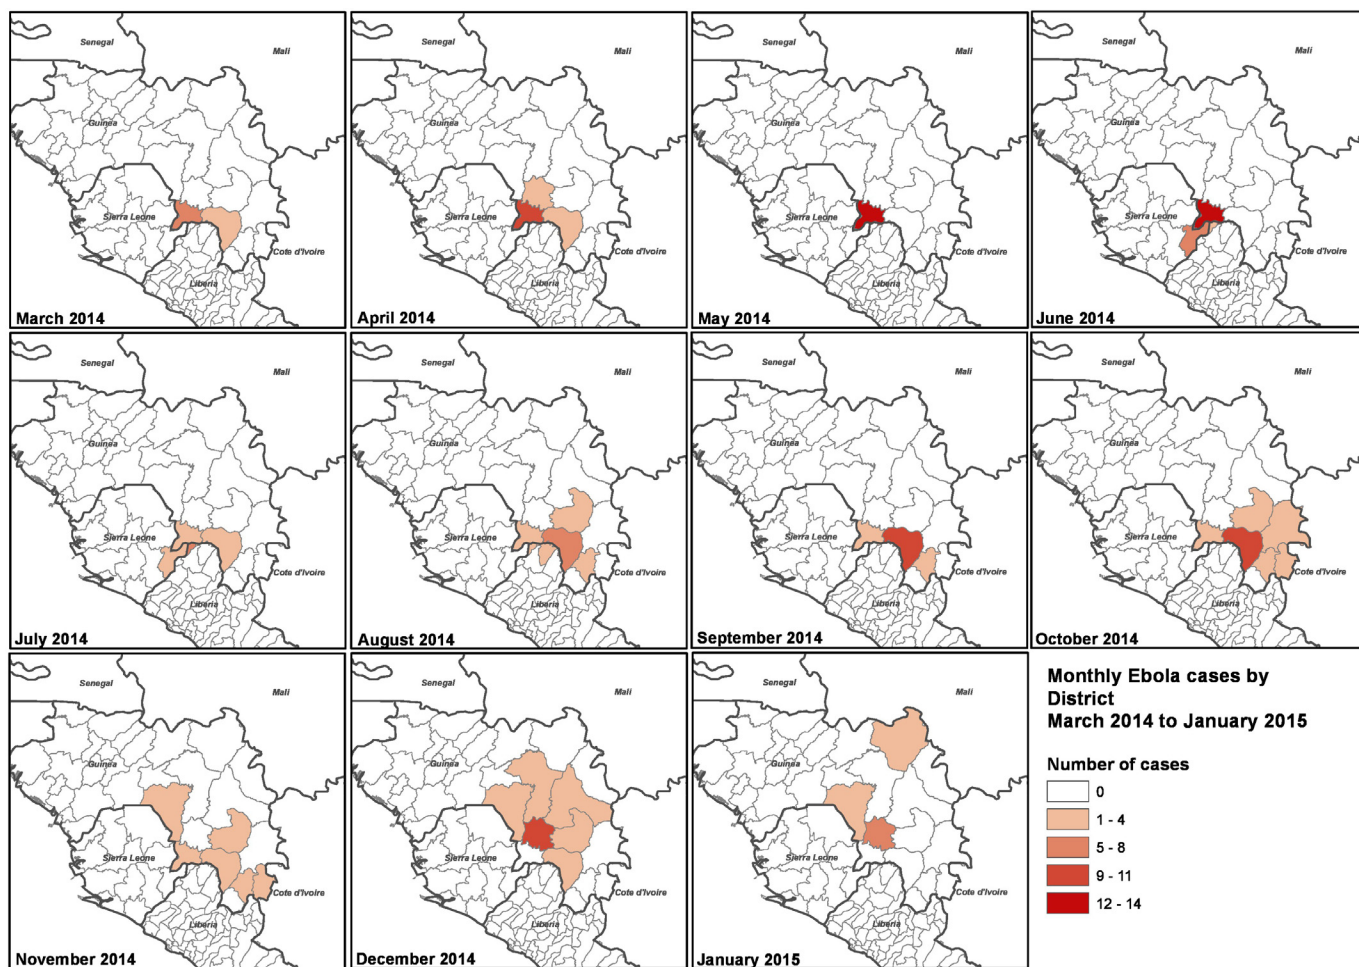 Senegal
Mali
Guinea
Sierra Leone
Cote d'Ivoire
Liberia
March 2014
Senegal
Mali
Guinea
Sierra Leone
Cote d'Ivoire
Liberia
April 2014
Senegal
Mali
Guinea
Sierra Leone
Cote d'Ivoire
Liberia
May 2014
Senegal
Mali
Guinea
Sierra Leone
Cote d'Ivoire
Liberia
June 2014
Senegal
Mali
Guinea
Sierra Leone
Cote d'Ivoire
Liberia
July 2014
Senegal
Mali
Guinea
Sierra Leone
Cote d'Ivoire
Liberia
August 2014
Senegal
Mali
Guinea
Sierra Leone
Cote d'Ivoire
Liberia
September 2014
Senegal
Mali
Guinea
Sierra Leone
Cote d'Ivoire
Liberia
October 2014
Senegal
Mali
Guinea
Sierra Leone
Cote d'Ivoire
Liberia
November 2014
Senegal
Mali
Guinea
Sierra Leone
Cote d'Ivoire
Liberia
December 2014
Senegal
Mali
Guinea
Sierra Leone
Cote d'Ivoire
Liberia
January 2015
Monthly Ebola cases by
District
March 2014 to January 2015
Number of cases
0
1 - 4
5 - 8
9 - 11
12 - 14